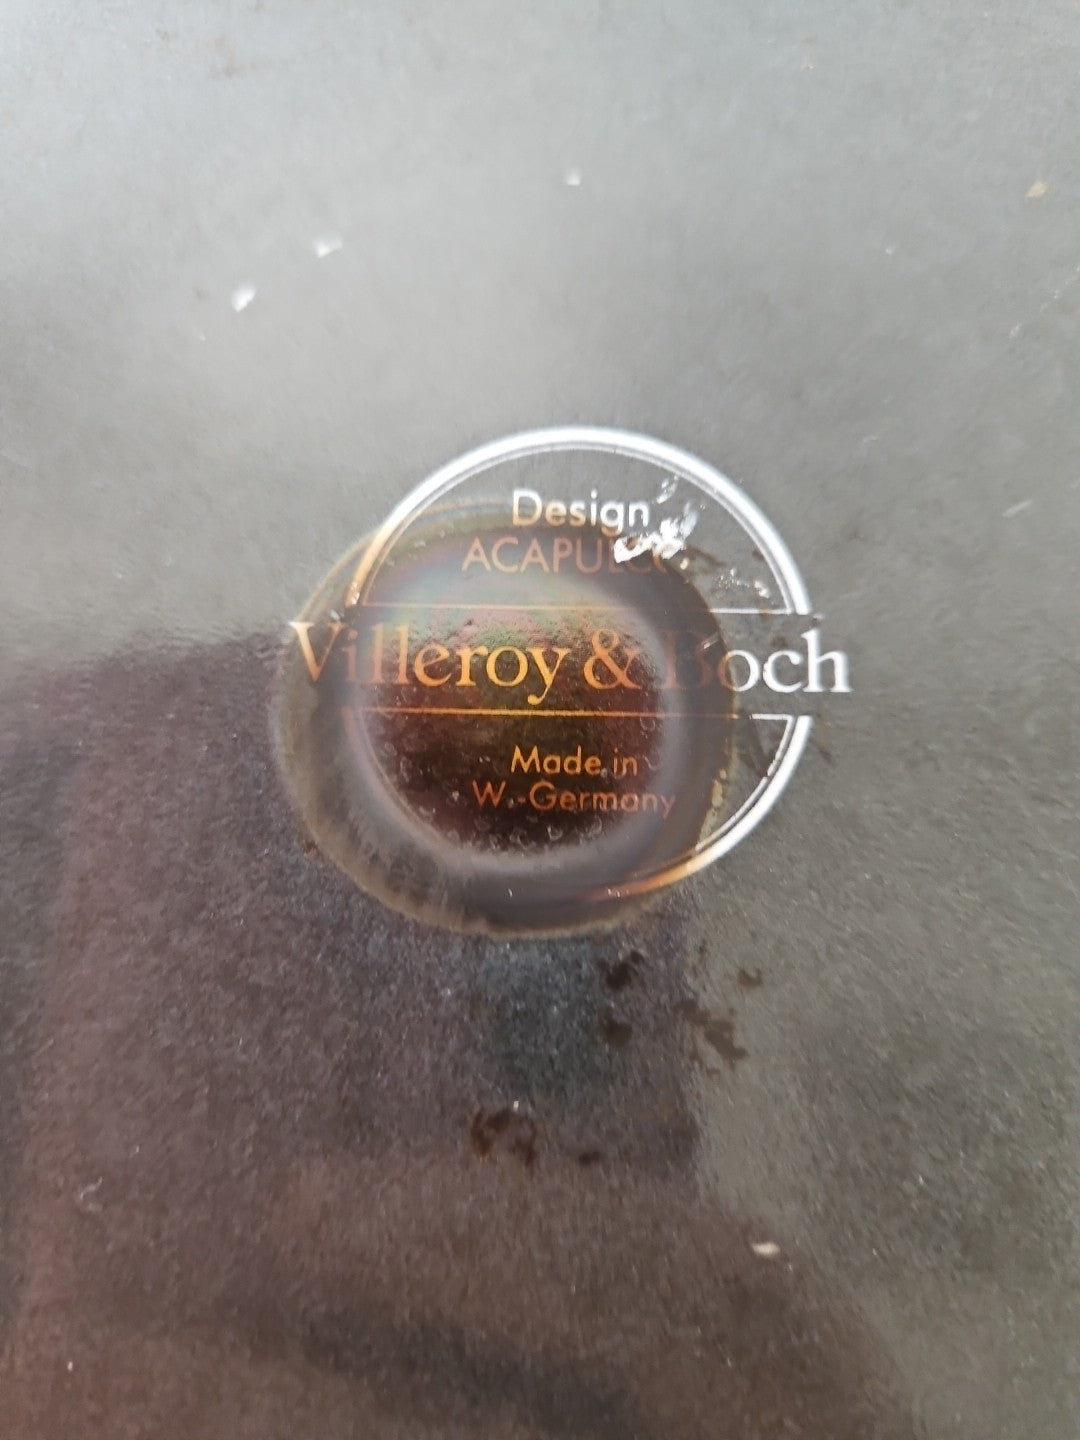 Design
ACAPULCO
Villeroy & Boch
Made in
W.-Germany